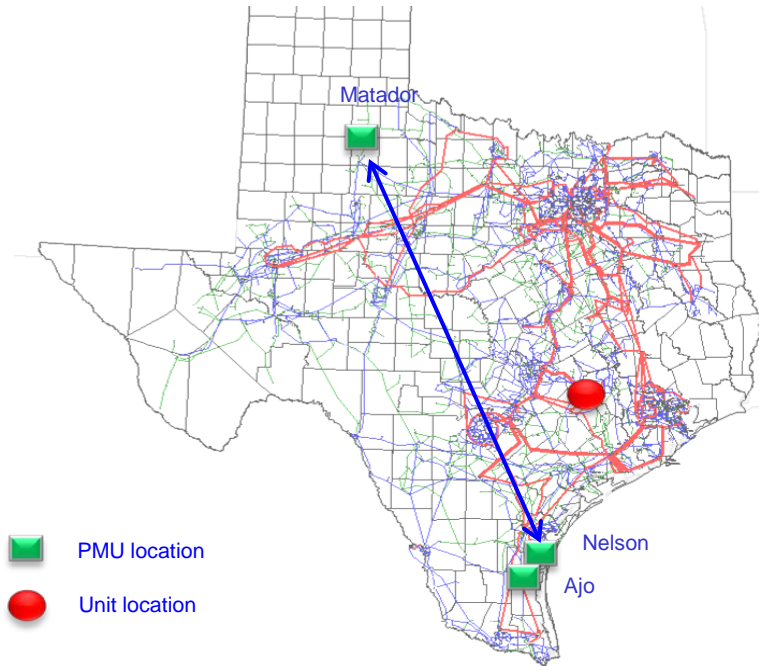 Matador
Nelson
Ajo
PMU location
Unit location